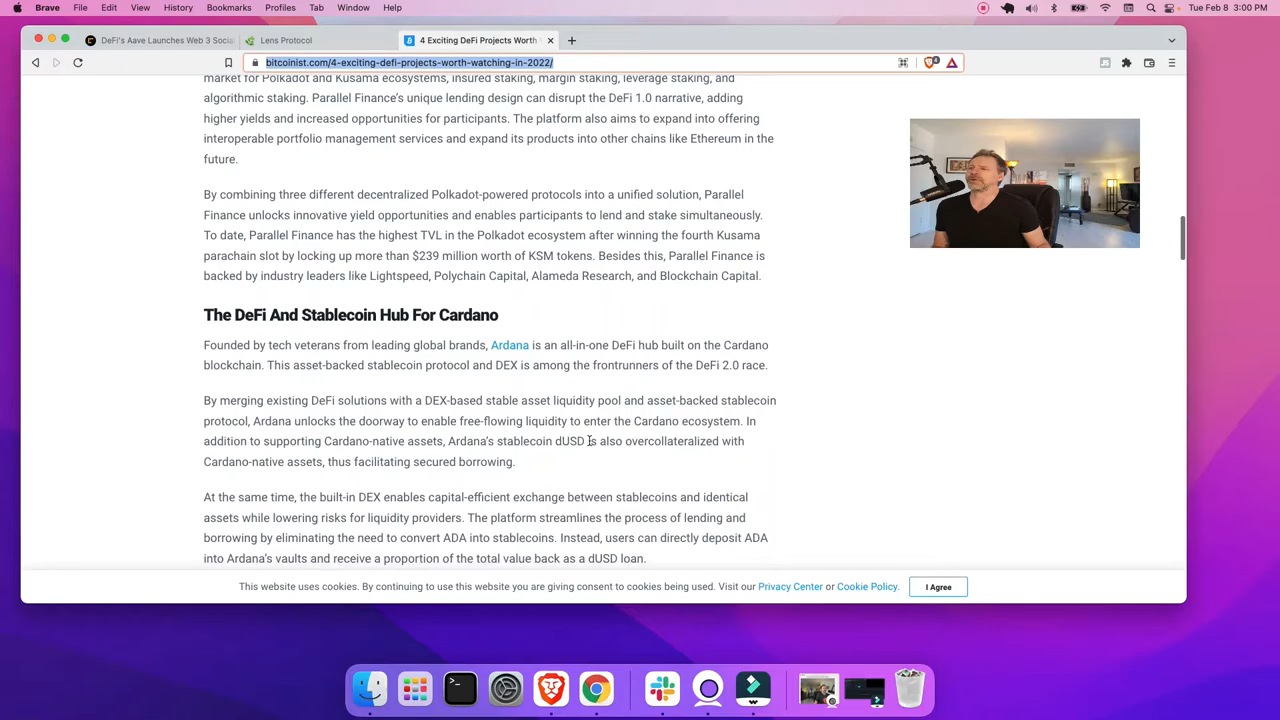 Brave File Edit View History Bookmarks Profiles Tab Window Help Tue Feb 8 3:00 PM
DeFi's Aave Launches Web 3 Socia Lens Protocol 4 Exciting DeFi Projects Worth
bitcoinist.com/4-exciting-defi-projects-worth-watching-in-2022/
market for Polkadot and Kusama ecosystems, insured staking, margin staking, leverage staking, and
algorithmic staking. Parallel Finance's unique lending design can disrupt the DeFi 1.0 narrative, adding
higher yields and increased opportunities for participants. The platform also aims to expand into offering
interoperable portfolio management services and expand its products into other chains like Ethereum in the
future.
By combining three different decentralized Polkadot-powered protocols into a unified solution, Parallel
Finance unlocks innovative yield opportunities and enables participants to lend and stake simultaneously.
To date, Parallel Finance has the highest TVL in the Polkadot ecosystem after winning the fourth Kusama
parachain slot by locking up more than $239 million worth of KSM tokens. Besides this, Parallel Finance is
backed by industry leaders like Lightspeed, Polychain Capital, Alameda Research, and Blockchain Capital.
The DeFi And Stablecoin Hub For Cardano
Founded by tech veterans from leading global brands, Ardana is an all-in-one DeFi hub built on the Cardano
blockchain. This asset-backed stablecoin protocol and DEX is among the frontrunners of the DeFi 2.0 race.
By merging existing DeFi solutions with a DEX-based stable asset liquidity pool and asset-backed stablecoin
protocol, Ardana unlocks the doorway to enable free-flowing liquidity to enter the Cardano ecosystem. In
addition to supporting Cardano-native assets, Ardana's stablecoin dUSD is also overcollateralized with
Cardano-native assets, thus facilitating secured borrowing.
At the same time, the built-in DEX enables capital-efficient exchange between stablecoins and identical
assets while lowering risks for liquidity providers. The platform streamlines the process of lending and
borrowing by eliminating the need to convert ADA into stablecoins. Instead, users can directly deposit ADA
into Ardana's vaults and receive a proportion of the total value back as a dUSD loan.
This website uses cookies. By continuing to use this website you are giving consent to cookies being used. Visit our Privacy Center or Cookie Policy. I Agree